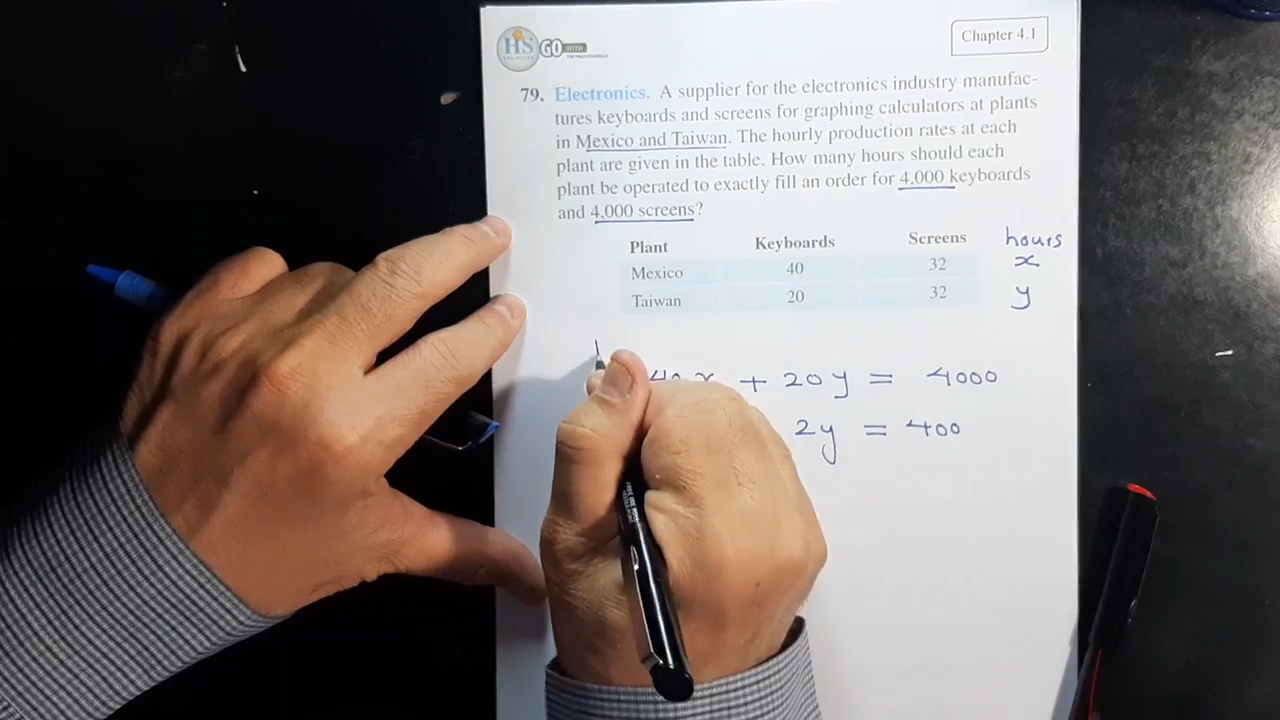 HS GO WITH
Chapter 4.1
79. Electronics. A supplier for the electronics industry manufac-
tures keyboards and screens for graphing calculators at plants
in Mexico and Taiwan. The hourly production rates at each
plant are given in the table. How many hours should each
plant be operated to exactly fill an order for 4,000 keyboards
and 4,000 screens?
Plant Keyboards Screens hours
Mexico 40 32 x
Taiwan 20 32 y
40x + 20y = 4000
2y = 400